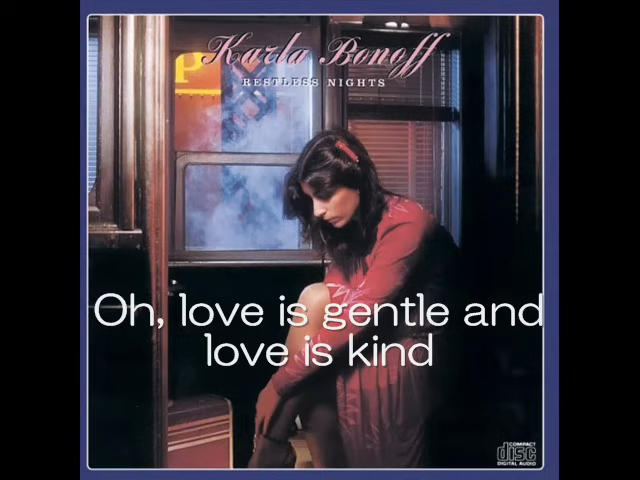 Karla Bonoff
RESTLESS NIGHTS
P
Oh, love is gentle and
love is kind
COMPACT
disc
DIGITAL AUDIO